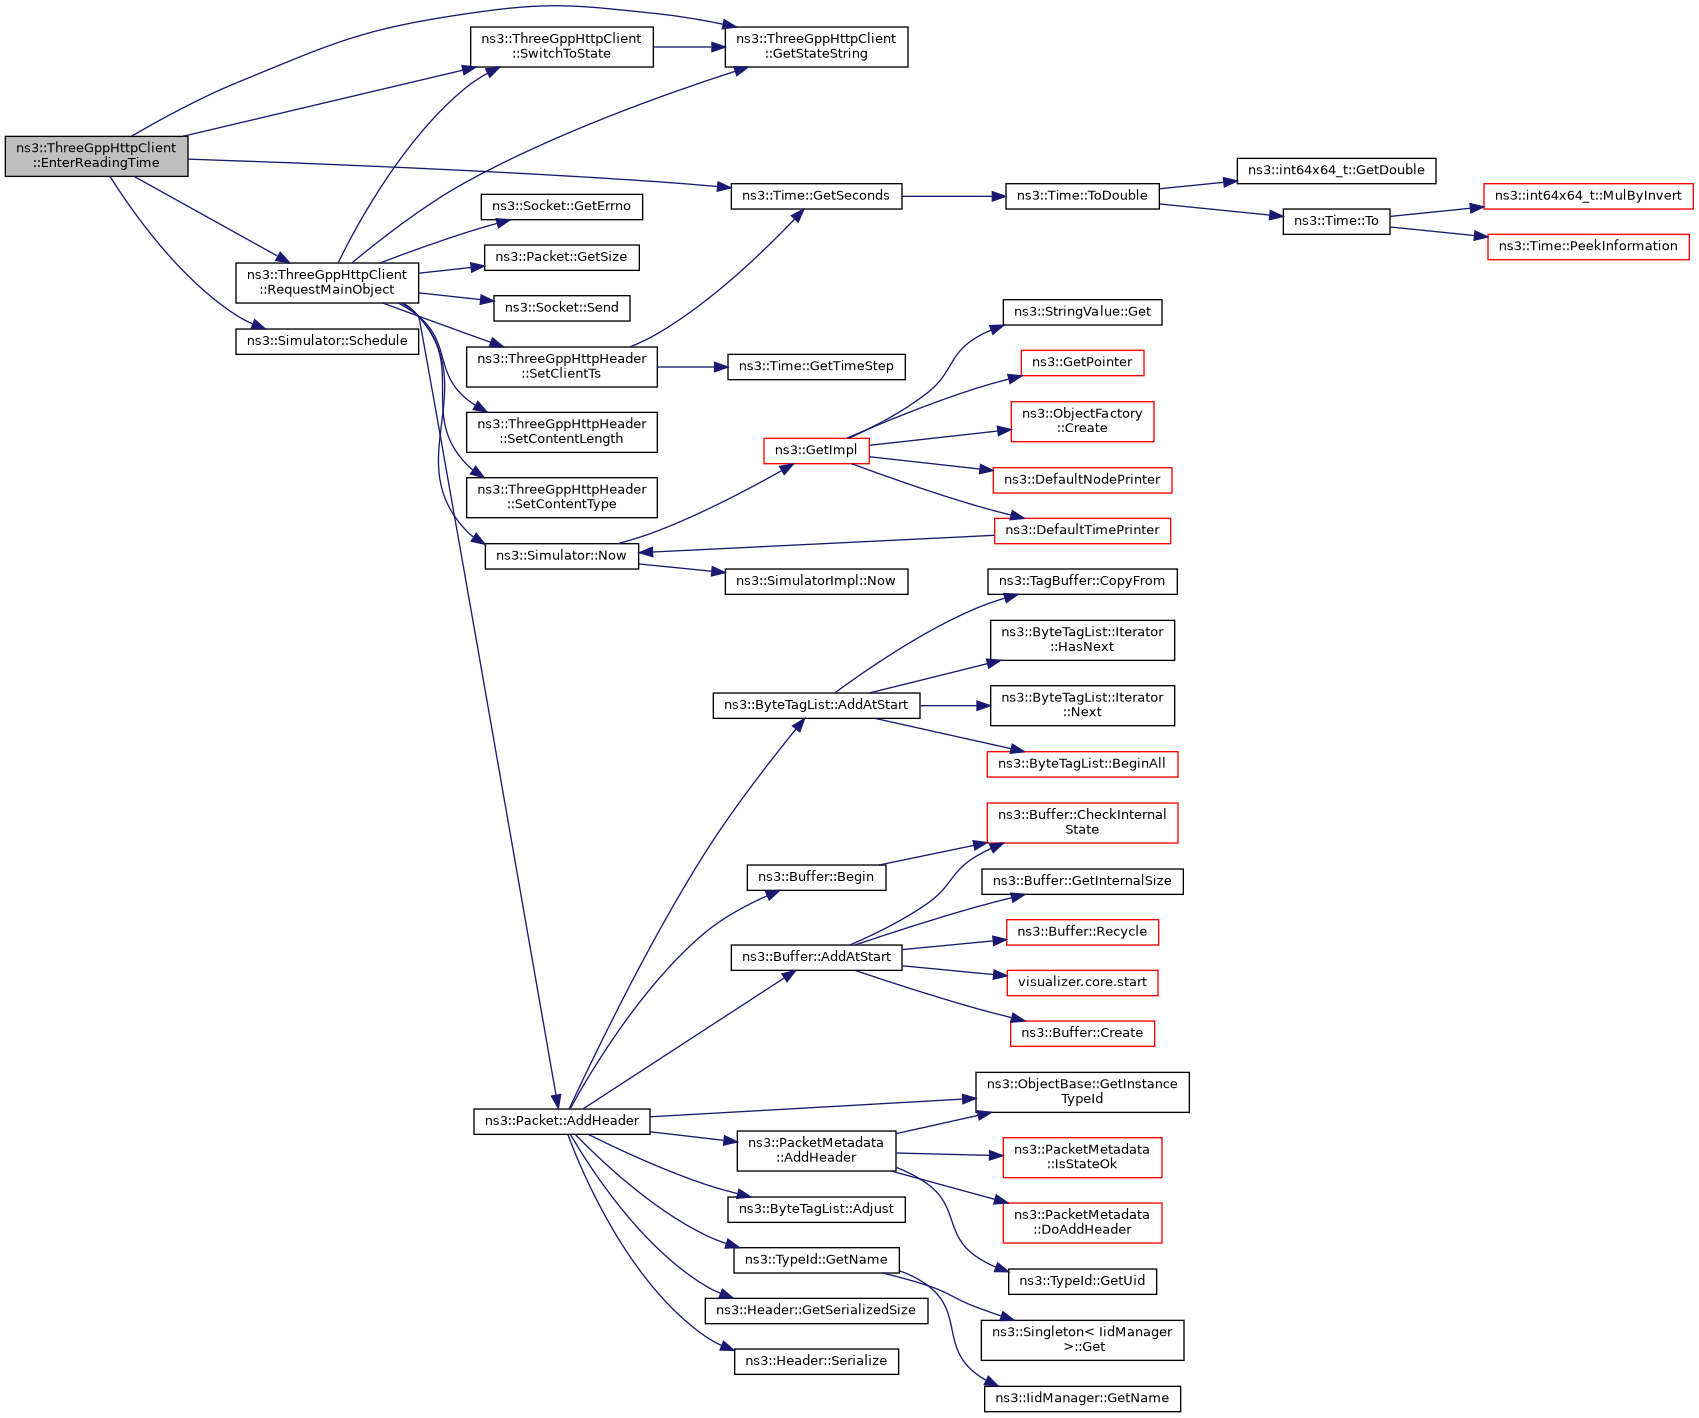 ns3::ThreeGppHttpClient
::EnterReadingTime
ns3::ThreeGppHttpClient
::SwitchToState
ns3::ThreeGppHttpClient
::GetStateString
ns3::ThreeGppHttpClient
::RequestMainObject
ns3::Simulator::Schedule
ns3::Socket::GetErrno
ns3::Packet::GetSize
ns3::Socket::Send
ns3::ThreeGppHttpHeader
::SetClientTs
ns3::ThreeGppHttpHeader
::SetContentLength
ns3::ThreeGppHttpHeader
::SetContentType
ns3::Simulator::Now
ns3::Packet::AddHeader
ns3::Time::GetSeconds
ns3::Time::GetTimeStep
ns3::GetImpl
ns3::SimulatorImpl::Now
ns3::ByteTagList::AddAtStart
ns3::Buffer::Begin
ns3::Buffer::AddAtStart
ns3::PacketMetadata
::AddHeader
ns3::ByteTagList::Adjust
ns3::TypeId::GetName
ns3::Header::GetSerializedSize
ns3::Header::Serialize
ns3::Time::ToDouble
ns3::int64x64_t::GetDouble
ns3::Time::To
ns3::int64x64_t::MulByInvert
ns3::Time::PeekInformation
ns3::StringValue::Get
ns3::GetPointer
ns3::ObjectFactory
::Create
ns3::DefaultNodePrinter
ns3::DefaultTimePrinter
ns3::TagBuffer::CopyFrom
ns3::ByteTagList::Iterator
::HasNext
ns3::ByteTagList::Iterator
::Next
ns3::ByteTagList::BeginAll
ns3::Buffer::CheckInternal
State
ns3::Buffer::GetInternalSize
ns3::Buffer::Recycle
visualizer.core.start
ns3::Buffer::Create
ns3::ObjectBase::GetInstance
TypeId
ns3::PacketMetadata
::IsStateOk
ns3::PacketMetadata
::DoAddHeader
ns3::TypeId::GetUid
ns3::Singleton< IidManager
>::Get
ns3::IidManager::GetName